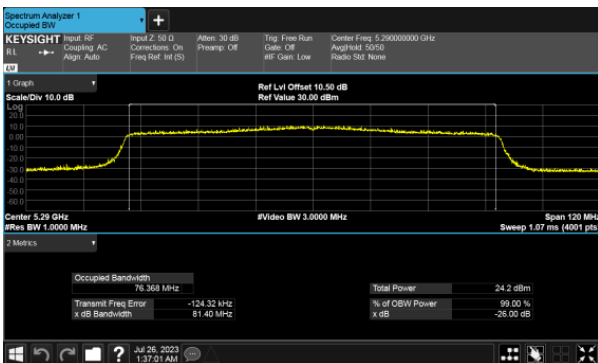 Spectrum Analyzer 1
Occupied BW
+
KEYSIGHT Input: RF Input Z: 50 Ω Atten: 30 dB Trig: Free Run Center Freq: 5.290000000 GHz
RL Coupling: AC Corrections: On Preamp: Off Gate: Off Avg|Hold: 50/50
Align: Auto Freq Ref: Int (S) #IF Gain: Low Radio Std: None
1 Graph
Ref Lvl Offset 10.50 dB
Scale/Div 10.0 dB Ref Value 30.00 dBm
Log
20.0
10.0
0.00
-10.0
-20.0
-30.0
-40.0
-50.0
-60.0
Center 5.29 GHz #Video BW 3.0000 MHz Span 120 MHz
#Res BW 1.0000 MHz Sweep 1.07 ms (4001 pts
2 Metrics
Occupied Bandwidth
76.368 MHz Total Power 24.2 dBm
Transmit Freq Error -124.32 kHz % of OBW Power 99.00 %
x dB Bandwidth 81.40 MHz x dB -26.00 dB
? Jul 26, 2023
1:37:01 AM